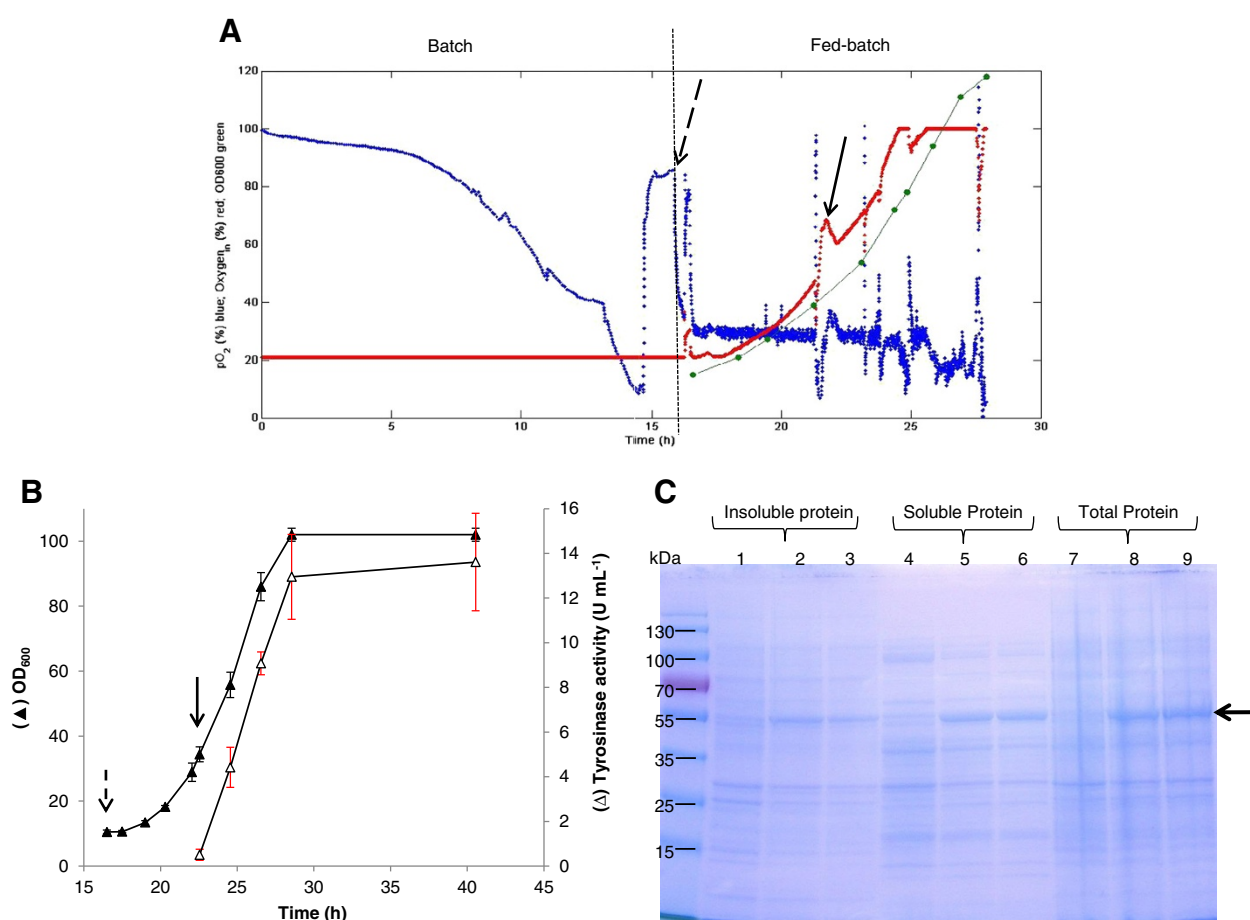 A
Batch
Fed-batch
pO2 (%) blue; Oxygen_in (%) red; OD600 green
120
100
80
60
40
20
0
0
5
10
15
20
25
30
Time (h)
B
(▲) OD600
100
80
60
40
20
0
16
14
12
10
8
6
4
2
0
(Δ) Tyrosinase activity (U mL-1)
15
20
25
30
35
40
45
Time (h)
C
Insoluble protein
Soluble Protein
Total Protein
kDa
1 2 3 4 5 6 7 8 9
130
100
70
55
35
25
15